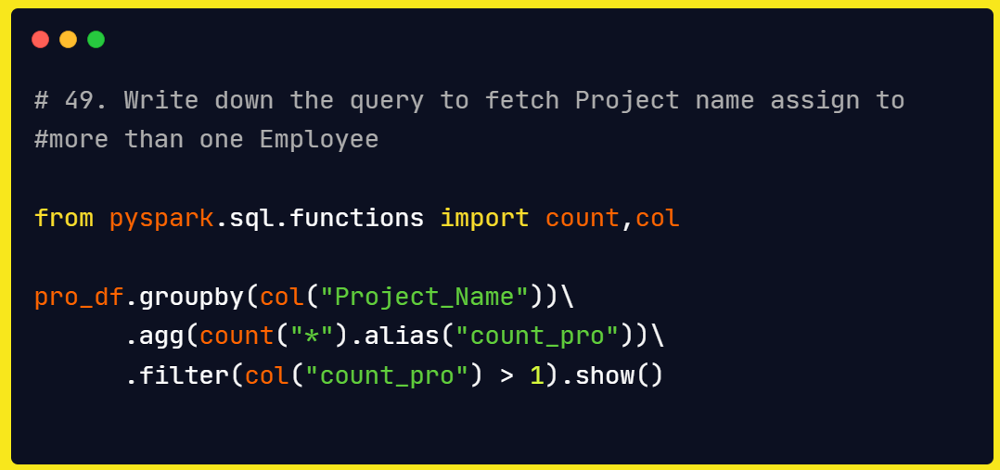 # 49. Write down the query to fetch Project name assign to
#more than one Employee
from pyspark.sql.functions import count,col
pro_df.groupby(col("Project_Name"))\
.agg(count("*").alias("count_pro"))\
.filter(col("count_pro") > 1).show()